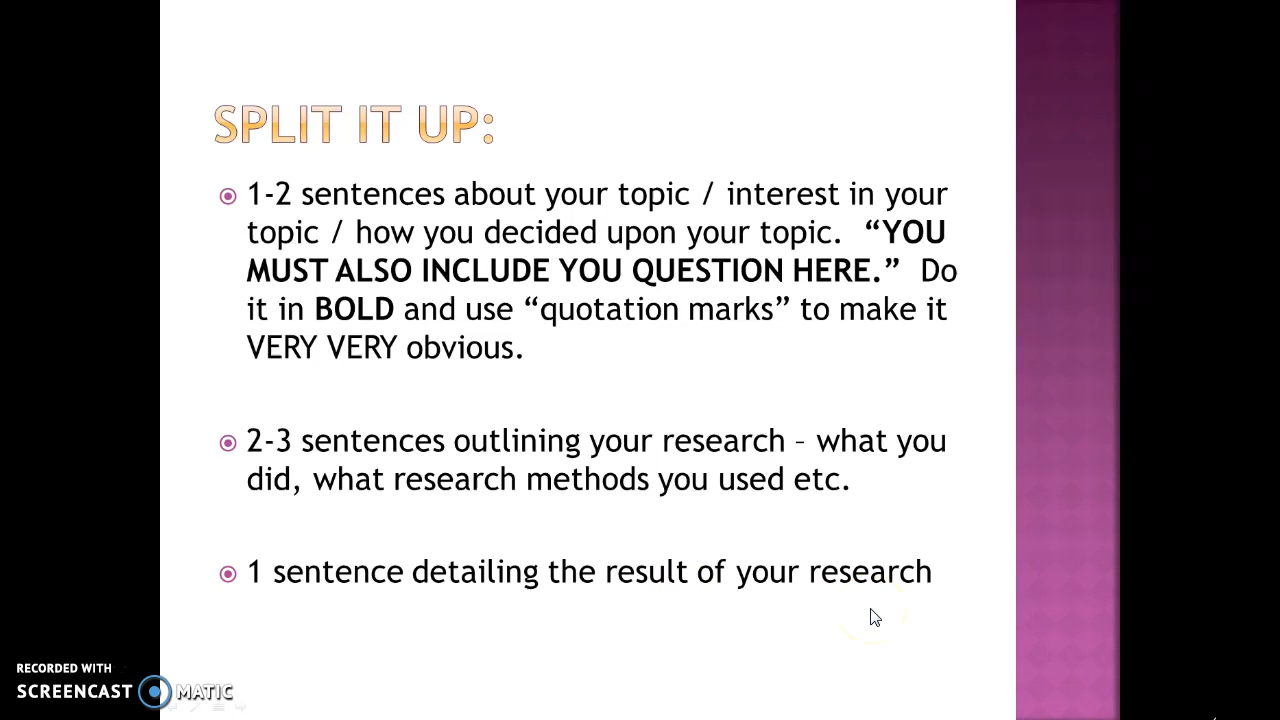 SPLIT IT UP:
1-2 sentences about your topic / interest in your
topic / how you decided upon your topic. “YOU
MUST ALSO INCLUDE YOU QUESTION HERE.” Do
it in BOLD and use “quotation marks” to make it
VERY VERY obvious.
2-3 sentences outlining your research – what you
did, what research methods you used etc.
1 sentence detailing the result of your research
RECORDED WITH
SCREENCAST MATIC